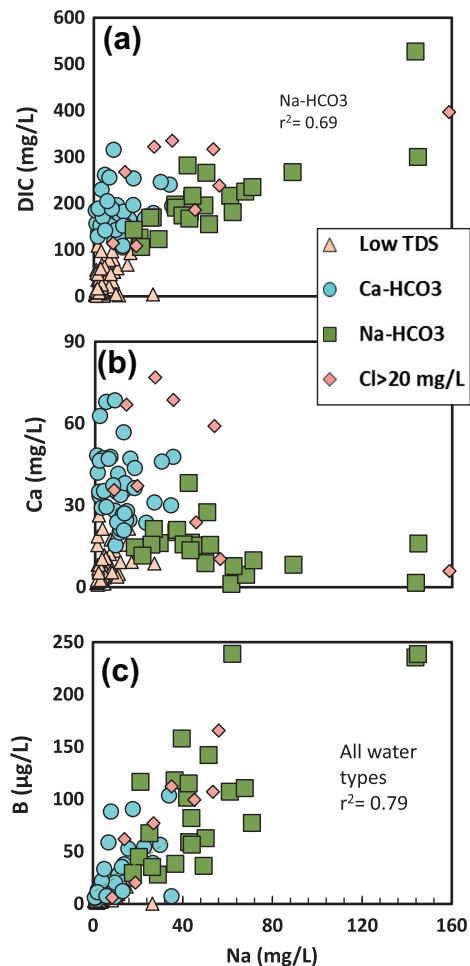 (a)
600
500
400
300
200
100
0
DIC (mg/L)
Na-HCO3
r²= 0.69
Low TDS
Ca-HCO3
Na-HCO3
Cl>20 mg/L
(b)
90
60
30
0
Ca (mg/L)
(c)
250
200
150
100
50
0
B (µg/L)
All water
types
r²= 0.79
0 40 80 120 160
Na (mg/L)